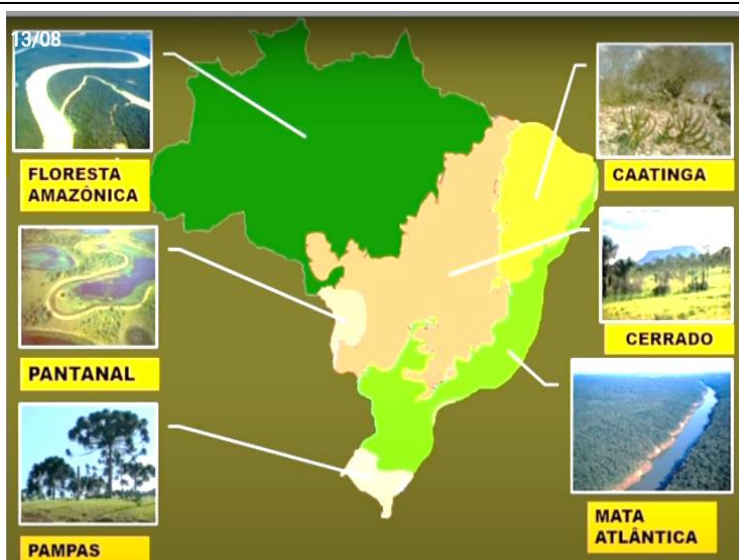 13/08
FLORESTA
AMAZÔNICA
CAATINGA
CERRADO
PANTANAL
MATA
ATLÂNTICA
PAMPAS